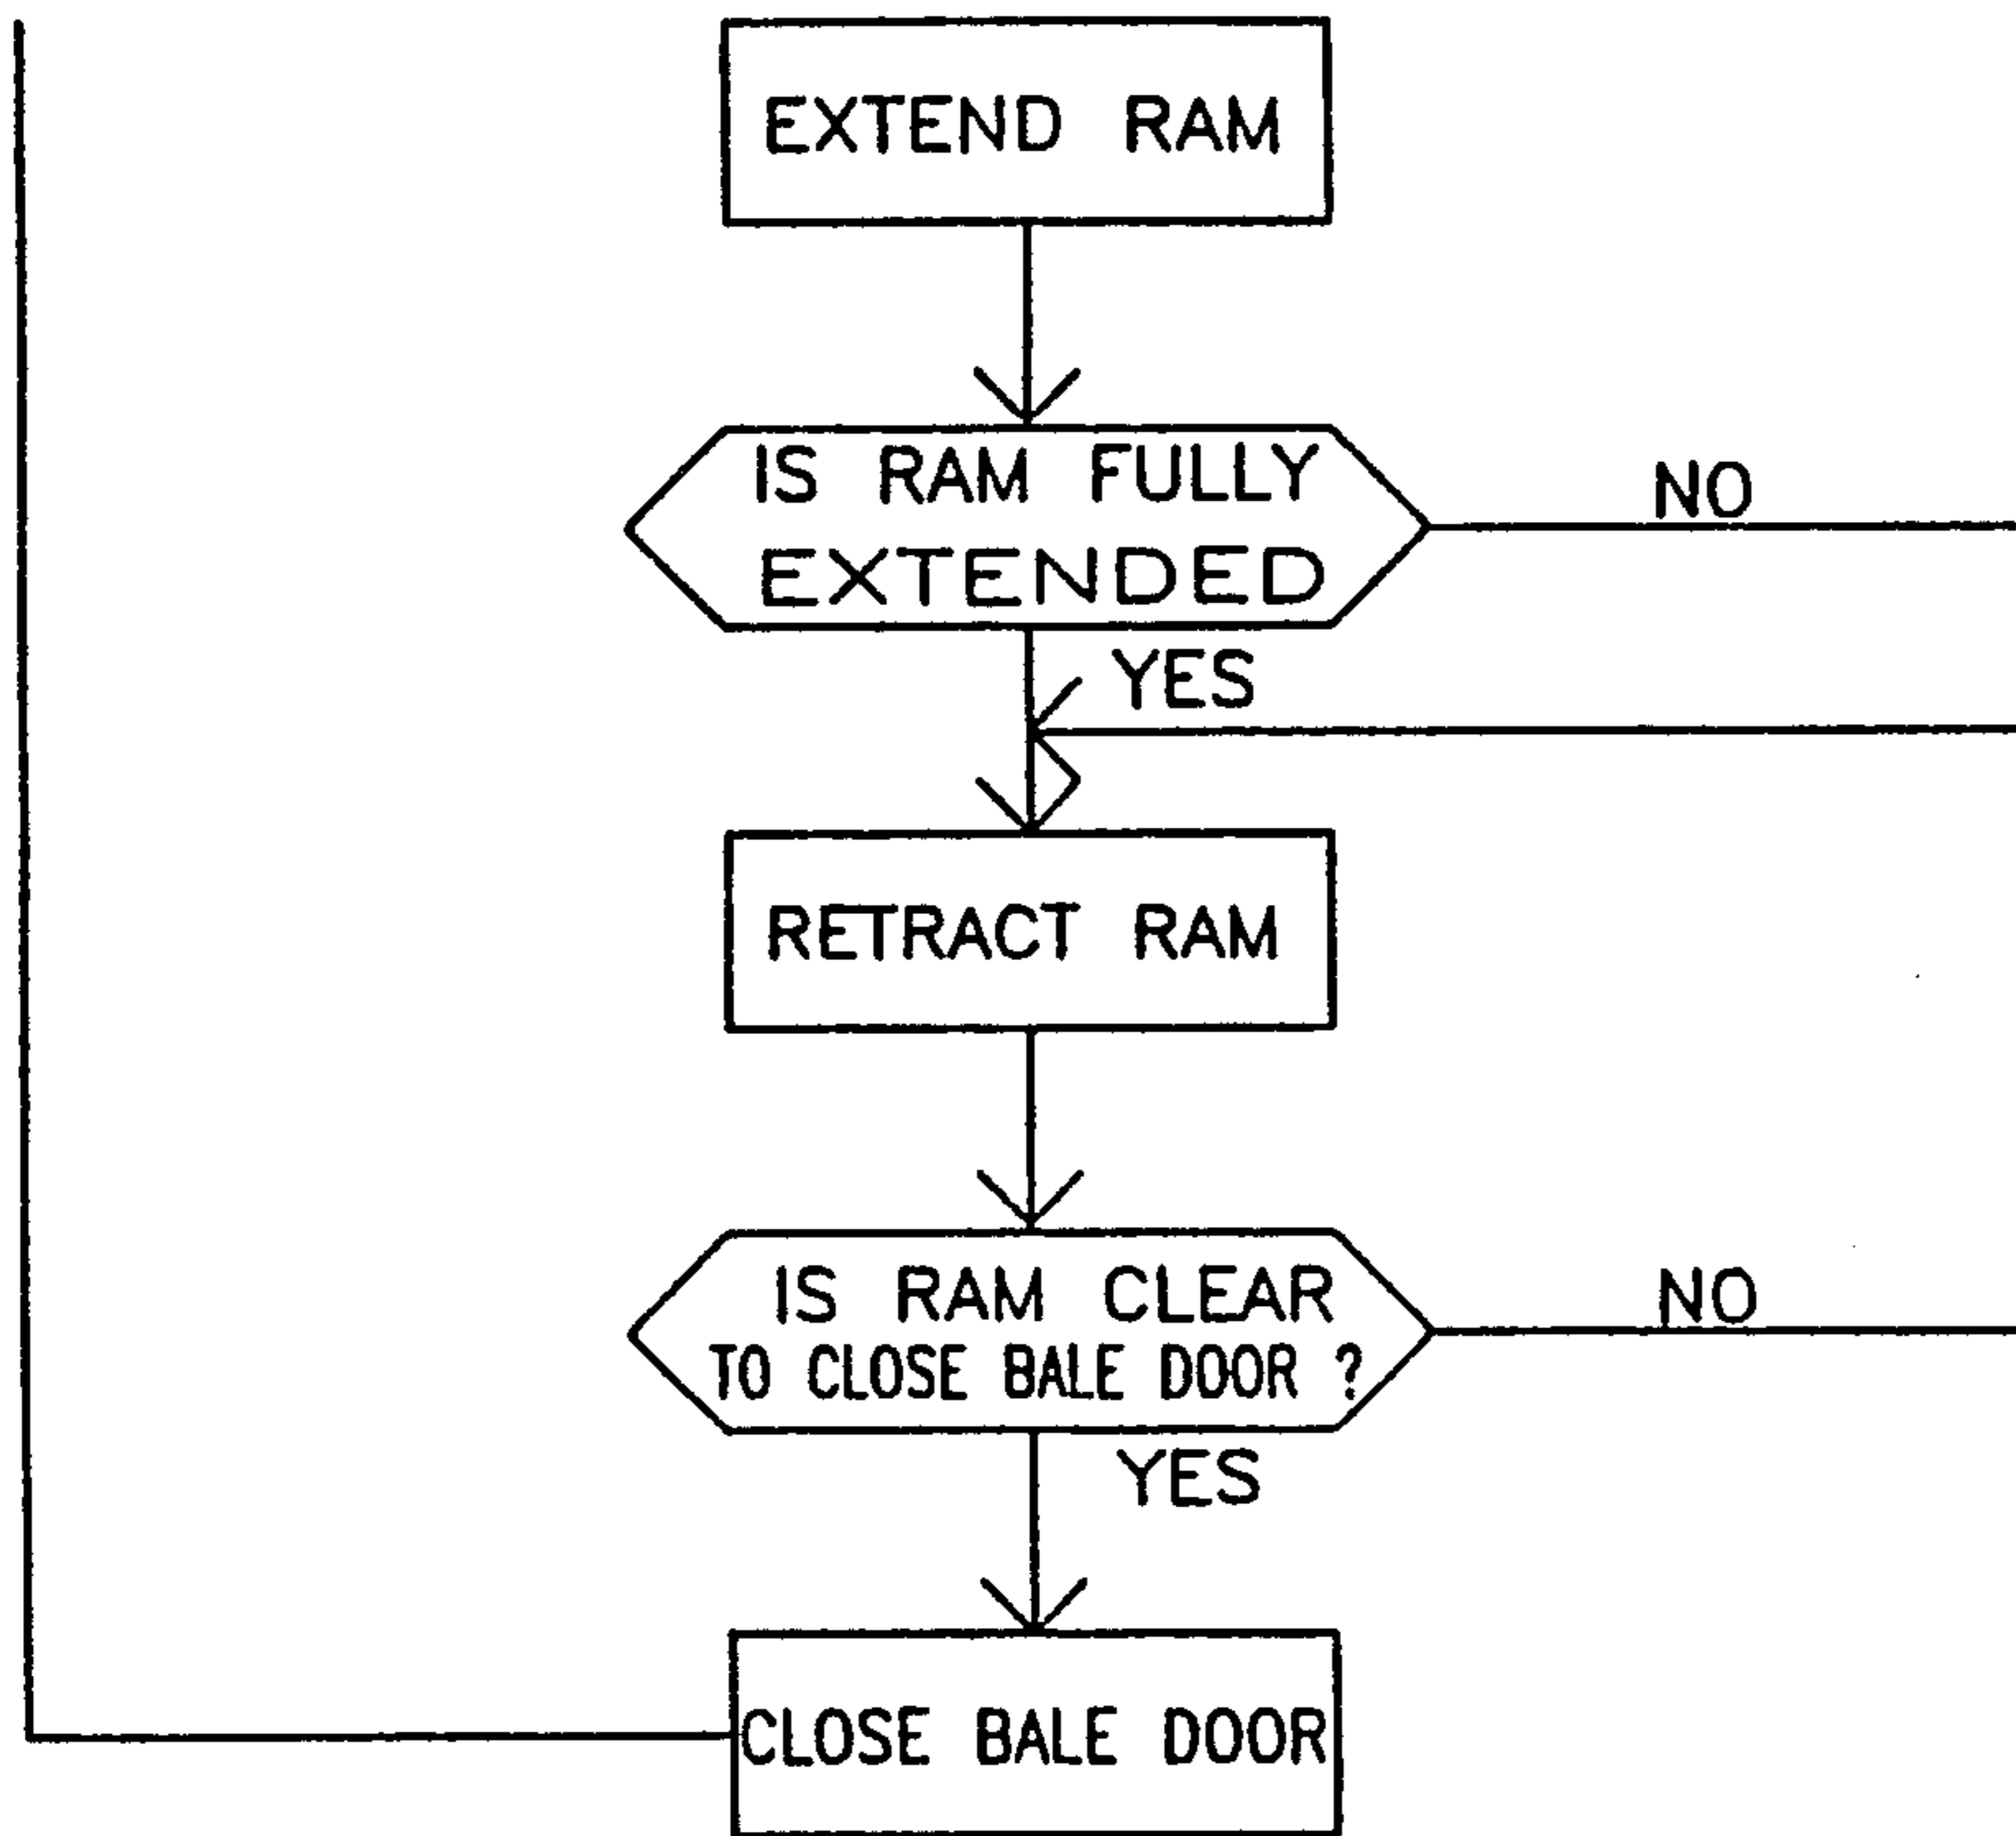 EXTEND RAM
IS RAM FULLY
EXTENDED
NO
YES
RETRACT RAM
IS RAM CLEAR
TO CLOSE BALE DOOR ?
NO
YES
CLOSE BALE DOOR